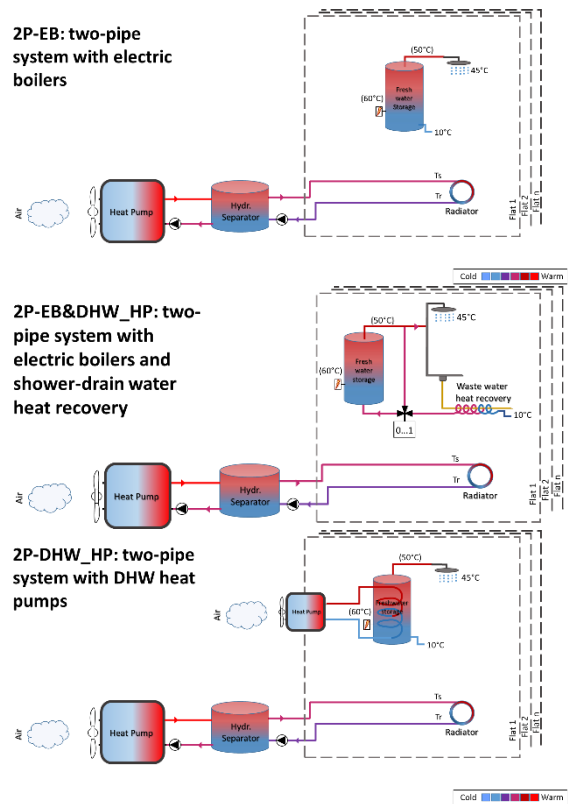 2P-EB: two-pipe
system with electric
boilers
(50°C)
45°C
Fresh
water
Storage
(60°C)
10°C
Ts
Tr
Air
Heat Pump
Hydr.
Separator
Radiator
Flat 1
Flat 2
Flat n
Cold
Warm
2P-EB&DHW_HP: two-
pipe system with
electric boilers and
shower-drain water
heat recovery
(50°C)
45°C
Fresh
water
storage
(60°C)
Waste water
heat recovery
0...1
10°C
Ts
Tr
Air
Heat Pump
Hydr.
Separator
Radiator
Flat 1
Flat 2
Flat n
2P-DHW_HP: two-pipe
system with DHW heat
pumps
(50°C)
45°C
Air
Heat Pump
(60°C)
Freshwater
storage
10°C
Ts
Tr
Air
Heat Pump
Hydr.
Separator
Radiator
Flat 1
Flat 2
Flat n
Cold
Warm